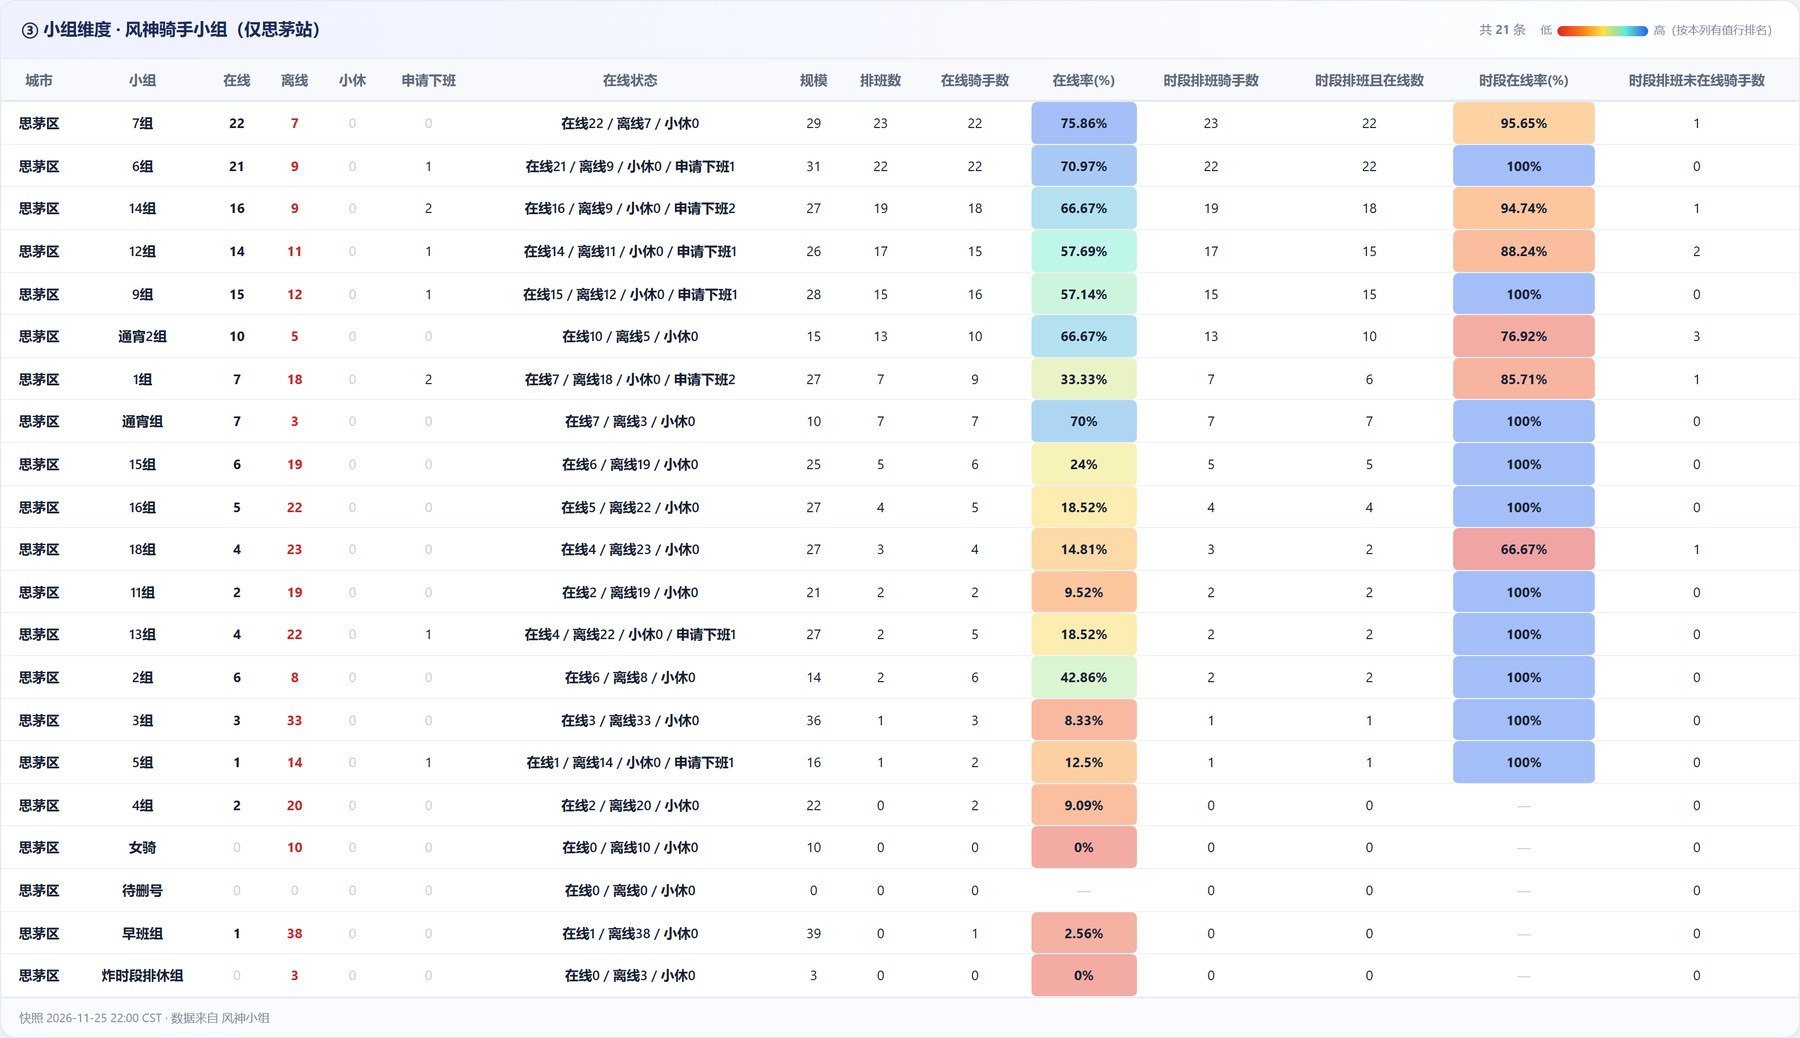 ③ 小组维度 · 风神骑手小组（仅思茅站）
共 21 条 低 高 (按本列有值行排名)
城市 小组 在线 离线 小休 申请下班 在线状态 规模 排班数 在线骑手数 在线率(%) 时段排班骑手数 时段排班且在线数 时段在线率(%) 时段排班未在线骑手数
思茅区 7组 22 7 0 0 在线22 / 离线7 / 小休0 29 23 22 75.86% 23 22 95.65% 1
思茅区 6组 21 9 0 1 在线21 / 离线9 / 小休0 / 申请下班1 31 22 22 70.97% 22 22 100% 0
思茅区 14组 16 9 0 2 在线16 / 离线9 / 小休0 / 申请下班2 27 19 18 66.67% 19 18 94.74% 1
思茅区 12组 14 11 0 1 在线14 / 离线11 / 小休0 / 申请下班1 26 17 15 57.69% 17 15 88.24% 2
思茅区 9组 15 12 0 1 在线15 / 离线12 / 小休0 / 申请下班1 28 15 16 57.14% 15 15 100% 0
思茅区 通宵2组 10 5 0 0 在线10 / 离线5 / 小休0 15 13 10 66.67% 13 10 76.92% 3
思茅区 1组 7 18 0 2 在线7 / 离线18 / 小休0 / 申请下班2 27 7 9 33.33% 7 6 85.71% 1
思茅区 通宵组 7 3 0 0 在线7 / 离线3 / 小休0 10 7 7 70% 7 7 100% 0
思茅区 15组 6 19 0 0 在线6 / 离线19 / 小休0 25 5 6 24% 5 5 100% 0
思茅区 16组 5 22 0 0 在线5 / 离线22 / 小休0 27 4 5 18.52% 4 4 100% 0
思茅区 18组 4 23 0 0 在线4 / 离线23 / 小休0 27 3 4 14.81% 3 2 66.67% 1
思茅区 11组 2 19 0 0 在线2 / 离线19 / 小休0 21 2 2 9.52% 2 2 100% 0
思茅区 13组 4 22 0 1 在线4 / 离线22 / 小休0 / 申请下班1 27 2 5 18.52% 2 2 100% 0
思茅区 2组 6 8 0 0 在线6 / 离线8 / 小休0 14 2 6 42.86% 2 2 100% 0
思茅区 3组 3 33 0 0 在线3 / 离线33 / 小休0 36 1 3 8.33% 1 1 100% 0
思茅区 5组 1 14 0 1 在线1 / 离线14 / 小休0 / 申请下班1 16 1 2 12.5% 1 1 100% 0
思茅区 4组 2 20 0 0 在线2 / 离线20 / 小休0 22 0 2 9.09% 0 0 — 0
思茅区 女骑 0 10 0 0 在线0 / 离线10 / 小休0 10 0 0 0% 0 0 — 0
思茅区 待删号 0 0 0 0 在线0 / 离线0 / 小休0 0 0 0 — 0 0 — 0
思茅区 早班组 1 38 0 0 在线1 / 离线38 / 小休0 39 0 1 2.56% 0 0 — 0
思茅区 炸时段排休组 0 3 0 0 在线0 / 离线3 / 小休0 3 0 0 0% 0 0 — 0
快照 2026-11-25 22:00 CST · 数据来自 风神小组